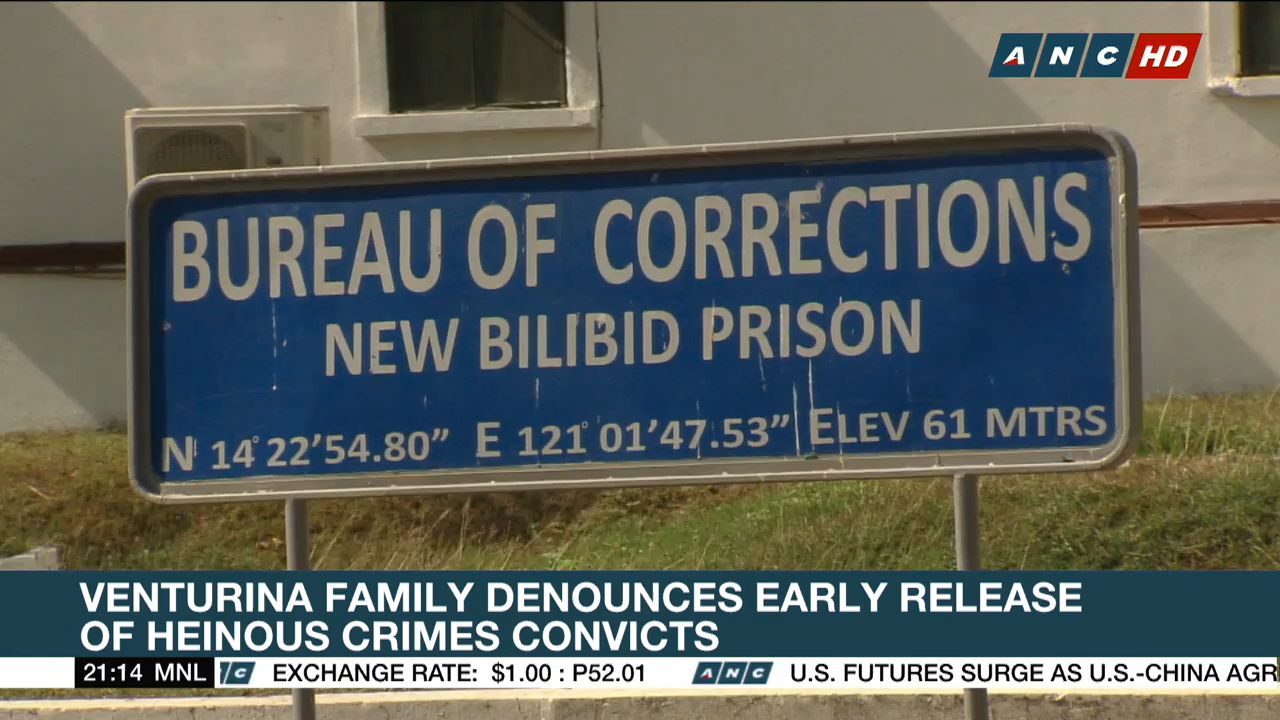 ANC HD
BUREAU OF CORRECTIONS
NEW BILIBID PRISON
N 14°22'54.80" E 121°01'47.53" ELEV 61 MTRS
VENTURINA FAMILY DENOUNCES EARLY RELEASE
OF HEINOUS CRIMES CONVICTS
21:14 MNL EXCHANGE RATE: $1.00 : P52.01 ANC U.S. FUTURES SURGE AS U.S.-CHINA